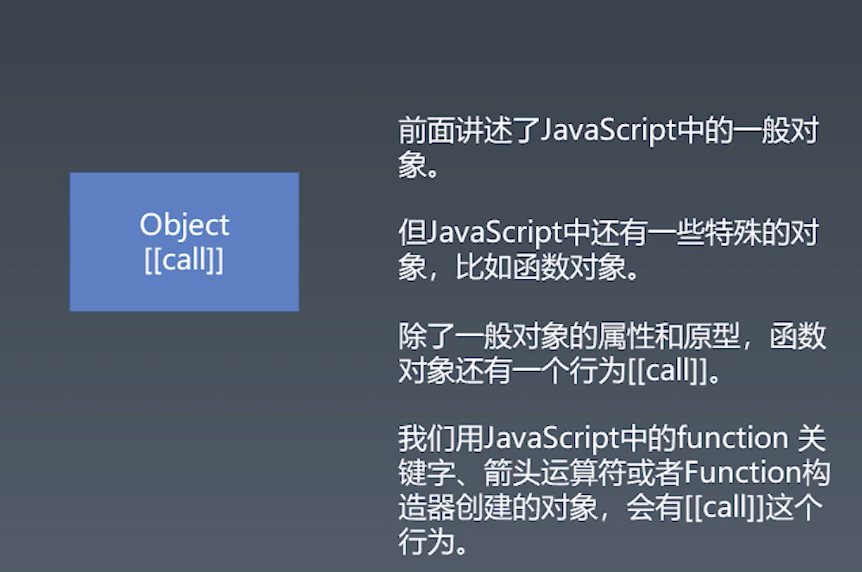 Object
[[call]]
前面讲述了JavaScript中的一般对
象。
但JavaScript中还有一些特殊的对
象，比如函数对象。
除了一般对象的属性和原型，函数
对象还有一个行为[[call]]。
我们用JavaScript中的function 关
键字、箭头运算符或者Function构
造器创建的对象，会有[[call]]这个
行为。